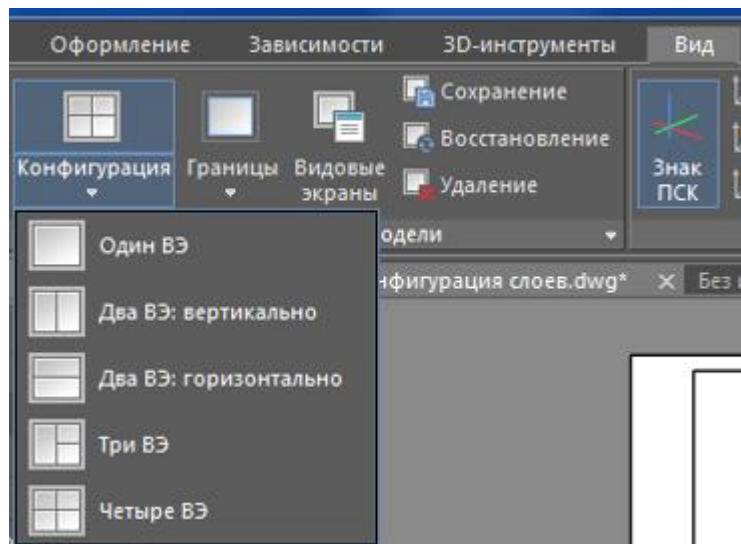 Оформление Зависимости 3D-инструменты Вид
Конфигурация
Границы
Видовые
экраны
Сохранение
Восстановление
Удаление
Знак
ПСК
одели
нфигурация слоев.dwg* Без
Один ВЭ
Два ВЭ: вертикально
Два ВЭ: горизонтально
Три ВЭ
Четыре ВЭ